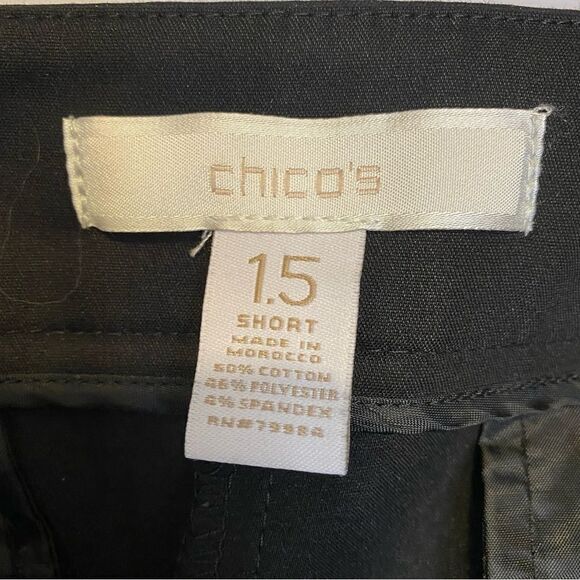 chico's
1.5
SHORT
MADE IN
MOROCCO
50% COTTON
46% POLYESTER
4% SPANDEX
RN#79984